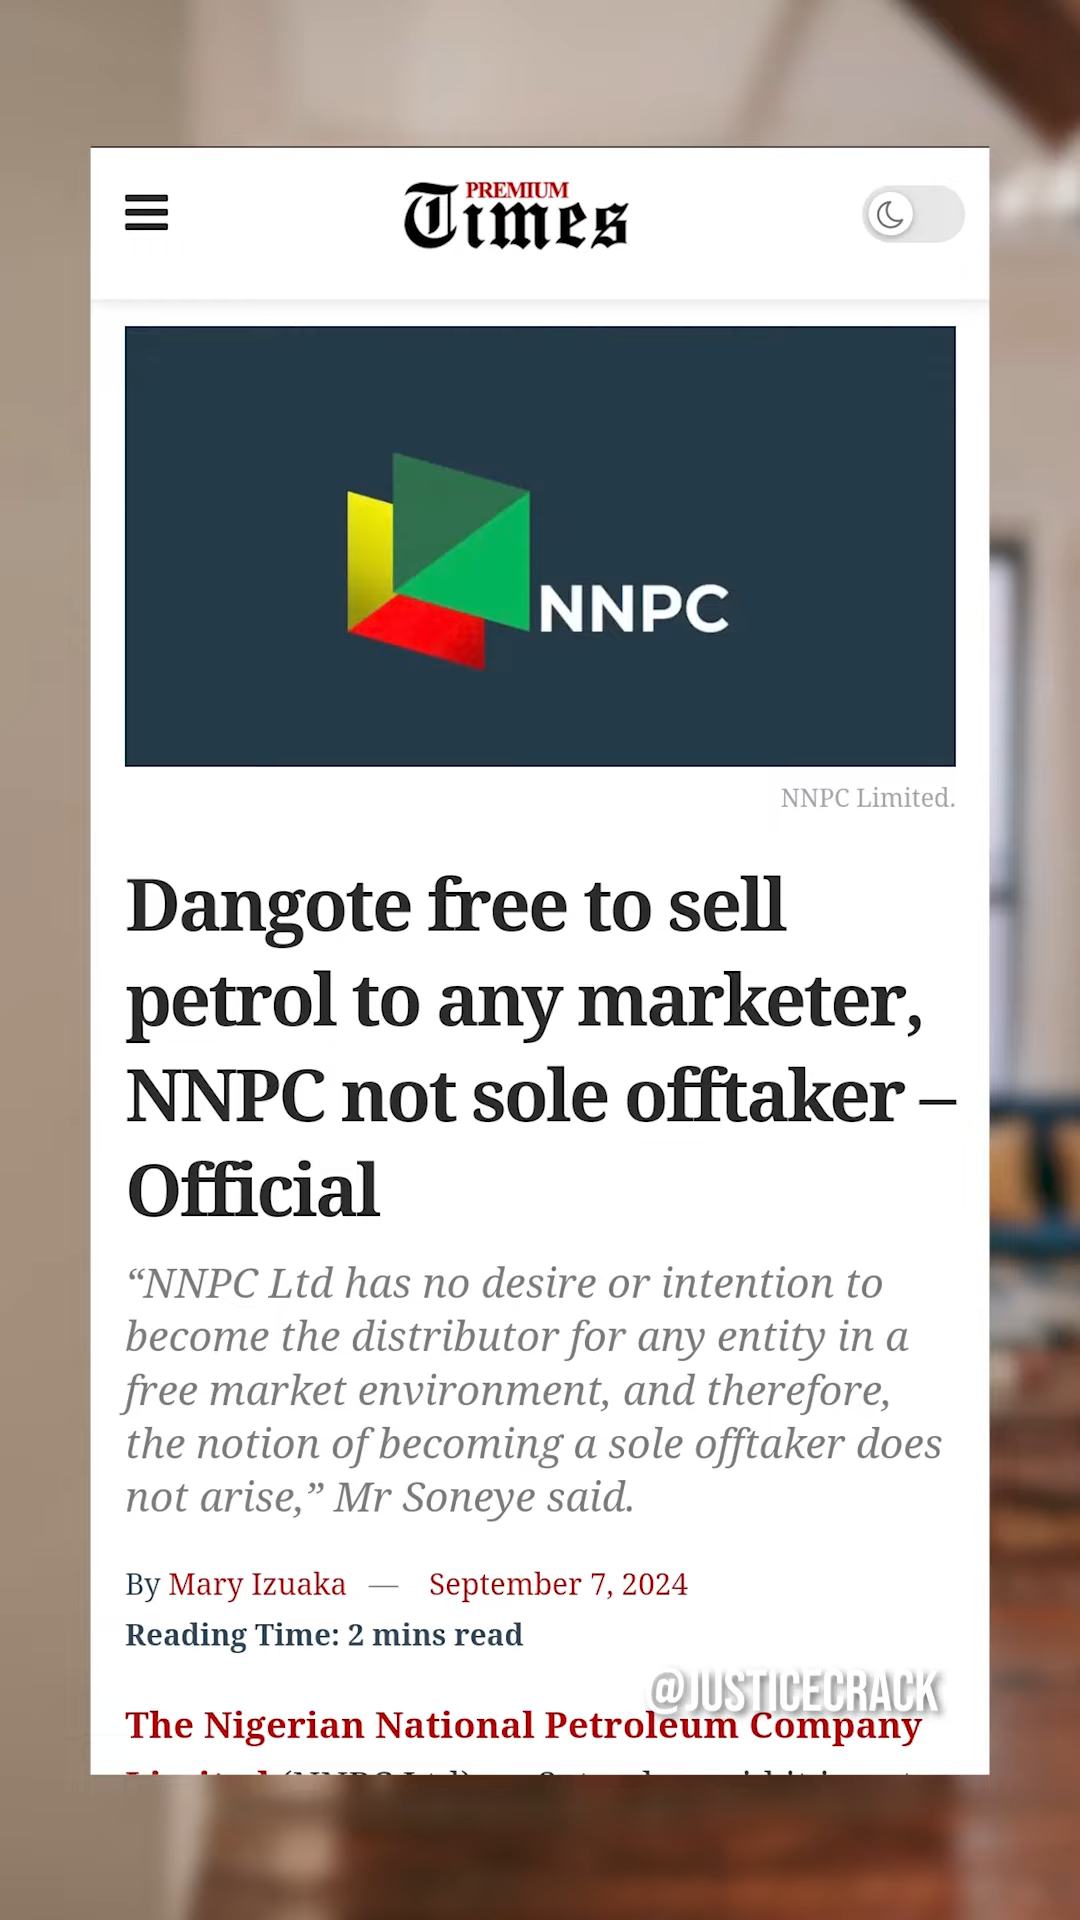 PREMIUM
Times
NNPC
NNPC Limited.
Dangote free to sell
petrol to any marketer,
NNPC not sole offtaker –
Official
“NNPC Ltd has no desire or intention to
become the distributor for any entity in a
free market environment, and therefore,
the notion of becoming a sole offtaker does
not arise,” Mr Soneye said.
By Mary Izuaka — September 7, 2024
Reading Time: 2 mins read
@JUSTICECRACK
The Nigerian National Petroleum Company